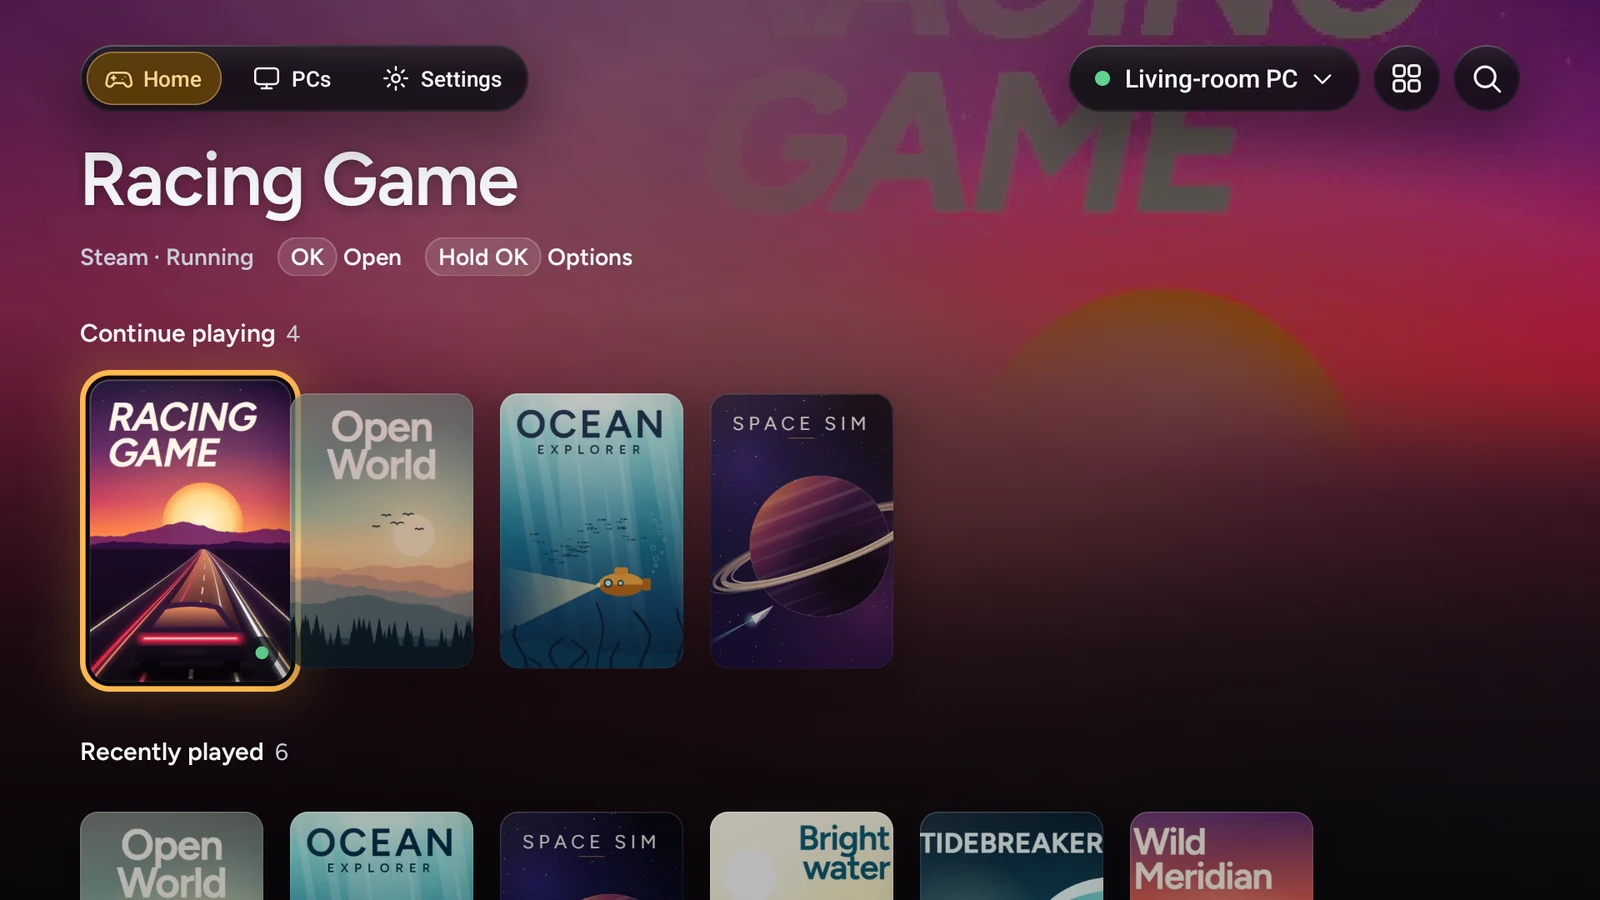 RACING
GAME
Home
PCs
Settings
Living-room PC
Racing Game
Steam · Running
OK Open
Hold OK Options
Continue playing 4
RACING
GAME
Open
World
OCEAN
EXPLORER
SPACE SIM
Recently played 6
Open
World
OCEAN
EXPLORER
SPACE SIM
Bright
water
TIDEBREAKER
Wild
Meridian